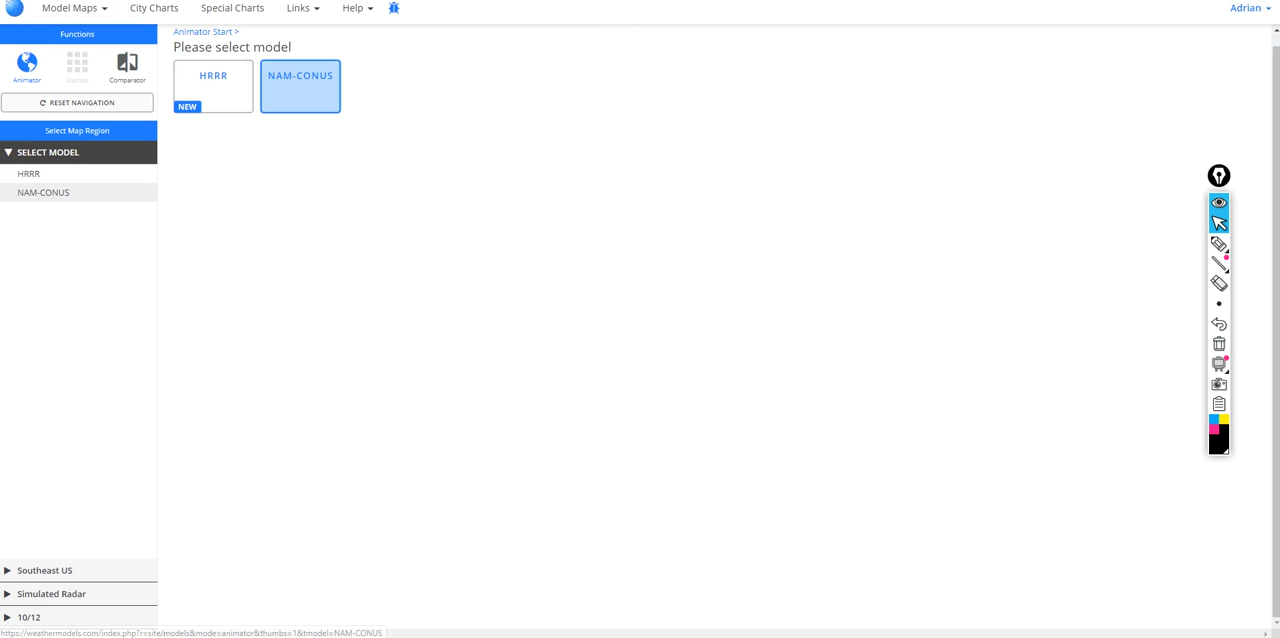 Model Maps City Charts Special Charts Links Help Adrian
Functions
Animator Stamps Comparator
RESET NAVIGATION
Select Map Region
SELECT MODEL
HRRR
NAM-CONUS
Animator Start >
Please select model
HRRR NAM-CONUS
NEW
Southeast US
Simulated Radar
10/12
https://weathermodels.com/index.php?r=site/models&mode=animator&thumbs=1&tmodel=NAM-CONUS